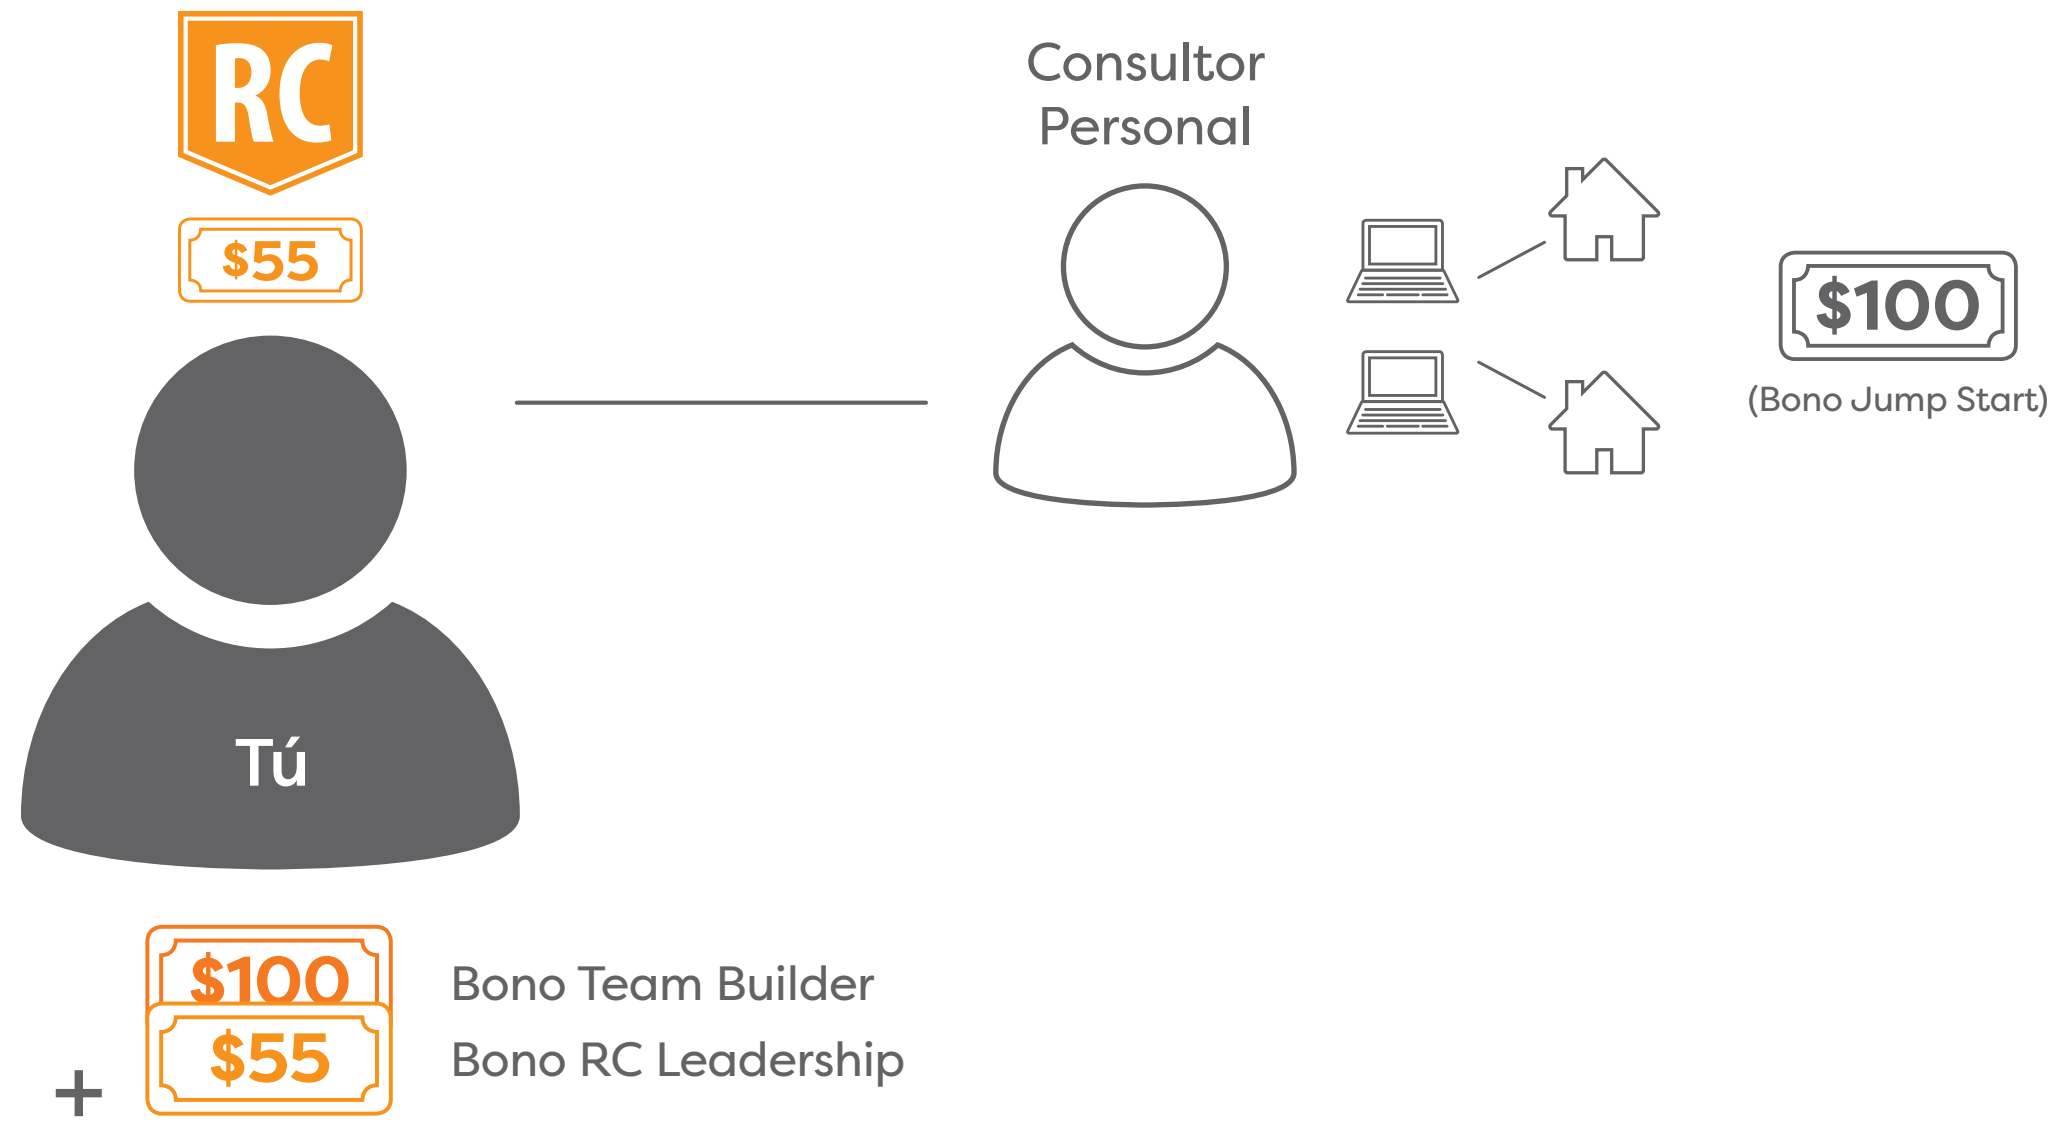 RC
$55
Tú
Consultor
Personal
$100
(Bono Jump Start)
$100
Bono Team Builder
+
$55
Bono RC Leadership